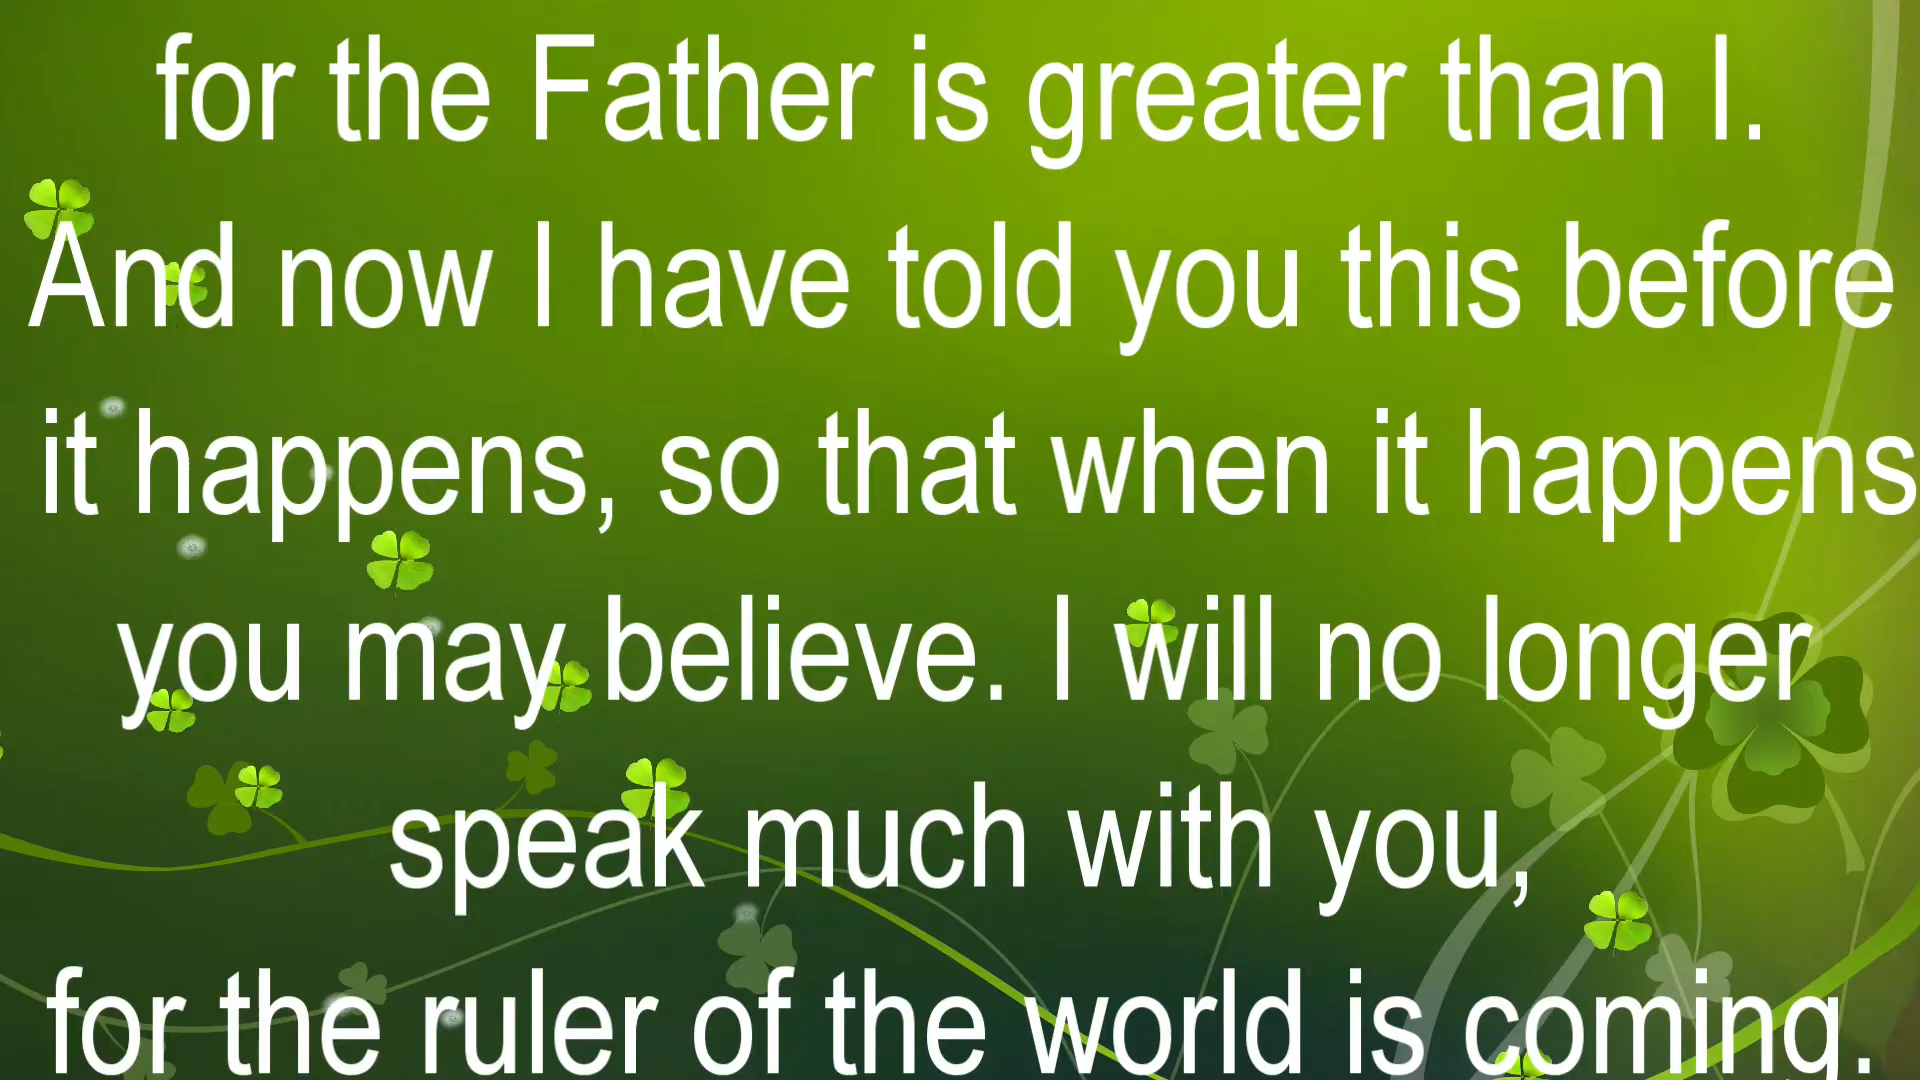 for the Father is greater than I.
And now I have told you this before
it happens, so that when it happens
you may believe. I will no longer
speak much with you,
for the ruler of the world is coming.